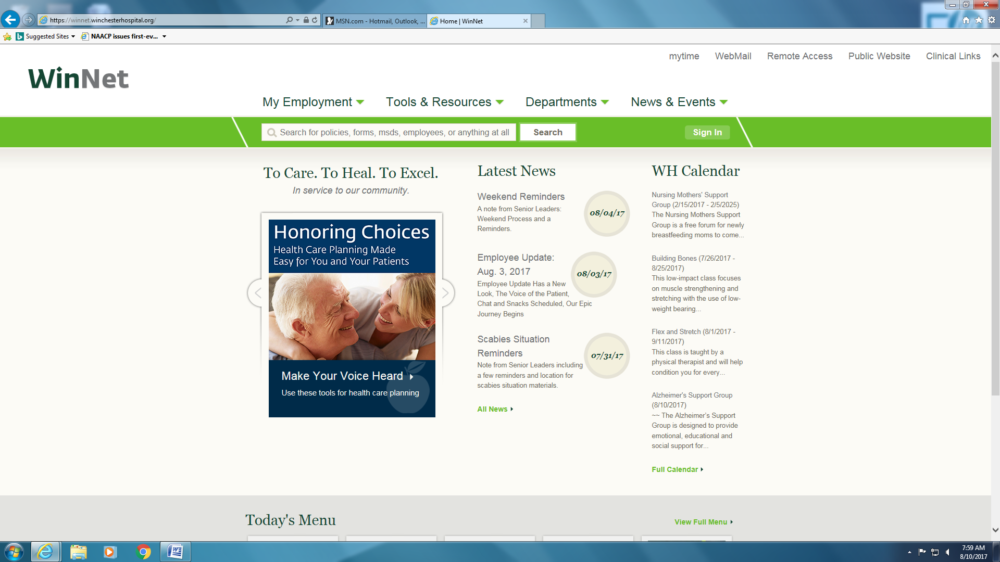 https://winnet.winchesterhospital.org/
MSN.com - Hotmail, Outlook, ...
Home | WinNet
Suggested Sites
NAACP issues first-ev...
mytime WebMail Remote Access Public Website Clinical Links
WinNet
My Employment Tools & Resources Departments News & Events
Search for policies, forms, msds, employees, or anything at all
Search
Sign In
To Care. To Heal. To Excel.
In service to our community.
Honoring Choices
Health Care Planning Made
Easy for You and Your Patients
Make Your Voice Heard
Use these tools for health care planning
Latest News
Weekend Reminders
A note from Senior Leaders:
Weekend Process and a
Reminders.
08/04/17
Employee Update:
Aug. 3, 2017
Employee Update Has a New
Look, The Voice of the Patient,
Chat and Snacks Scheduled, Our Epic
Journey Begins
08/03/17
Scabies Situation
Reminders
Note from Senior Leaders including
a few reminders and location for
scabies situation materials.
07/31/17
All News
WH Calendar
Nursing Mothers' Support
Group (2/15/2017 - 2/5/2025)
The Nursing Mothers Support
Group is a free forum for newly
breastfeeding moms to come...
Building Bones (7/26/2017 -
8/25/2017)
This low-impact class focuses
on muscle strengthening and
stretching with the use of low-
weight bearing...
Flex and Stretch (8/1/2017 -
9/11/2017)
This class is taught by a
physical therapist and will help
condition you for every...
Alzheimer's Support Group
(8/10/2017)
~~ The Alzheimer's Support
Group is designed to provide
emotional, educational and
social support for...
Full Calendar
Today's Menu
View Full Menu
7:59 AM
8/10/2017